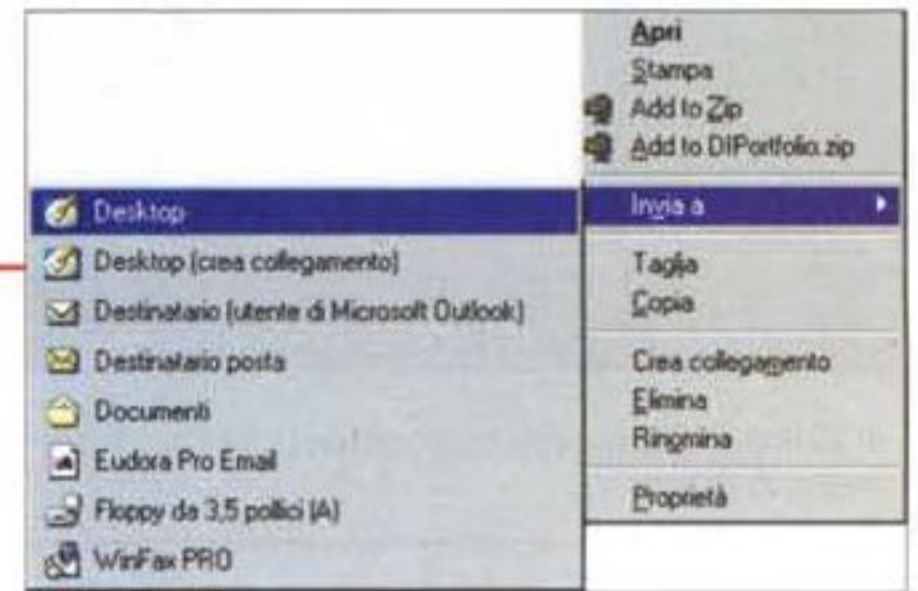 Apri
Stampa
Add to Zip
Add to DIPortfolio.zip
Invia a
Taglia
Copia
Crea collegamento
Elimina
Ringmina
Proprietà
Desktop
Desktop (crea collegamento)
Destinatario (utente di Microsoft Outlook)
Destinatario posta
Documenti
Eudora Pro Email
Floppy da 3,5 pollici (A)
WinFax PRO